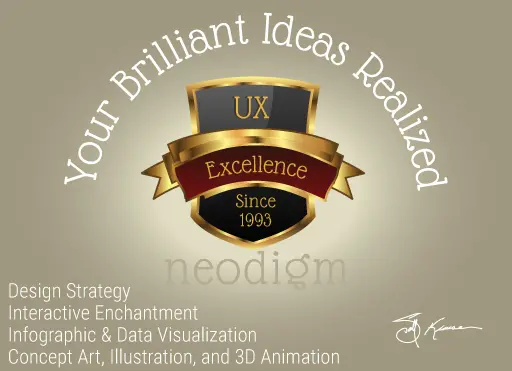 Your Brilliant Ideas Realized
UX
Excellence
Since
1993
neodigm
Design Strategy
Interactive Enchantment
Infographic & Data Visualization
Concept Art, Illustration, and 3D Animation